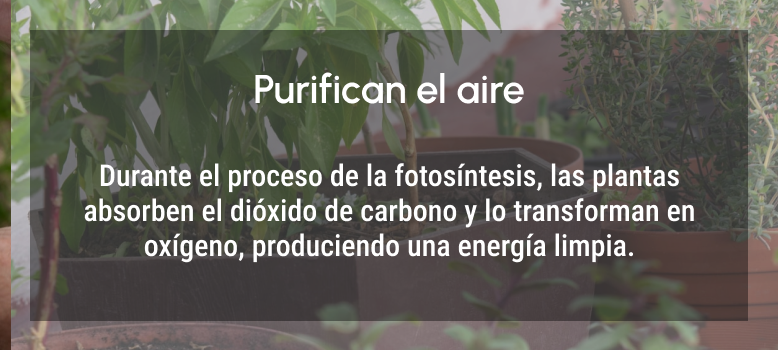 Purifican el aire
Durante el proceso de la fotosíntesis, las plantas
absorben el dióxido de carbono y lo transforman en
oxígeno, produciendo una energía limpia.